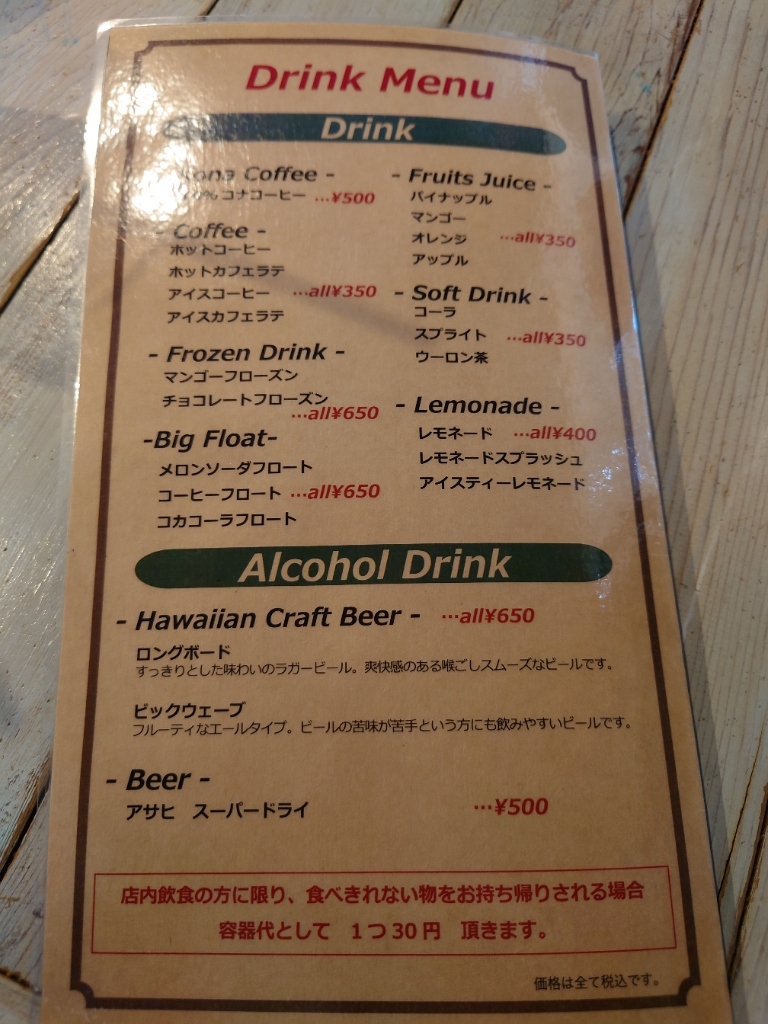 Drink Menu
Drink
Kona Coffee -
コナコーヒー …¥500
- Coffee -
ホットコーヒー
ホットカフェラテ
アイスコーヒー …all¥350
アイスカフェラテ
- Frozen Drink -
マンゴーフローズン
チョコレートフローズン
…all¥650
-Big Float-
メロンソーダフロート
コーヒーフロート …all¥650
コカコーラフロート
- Fruits Juice -
パイナップル
マンゴー
オレンジ …all¥350
アップル
- Soft Drink -
コーラ
スプライト …all¥350
ウーロン茶
- Lemonade -
レモネード …all¥400
レモネードスプラッシュ
アイスティーレモネード
Alcohol Drink
- Hawaiian Craft Beer - …all¥650
ロングボード
すっきりとした味わいのラガービール。爽快感のある喉ごしスムーズなビールです。
ビックウェーブ
フルーティなエールタイプ。ビールの苦味が苦手という方にも飲みやすいビールです。
- Beer -
アサヒ スーパードライ …¥500
店内飲食の方に限り、食べきれない物をお持ち帰りされる場合
容器代として 1つ30円 頂きます。
価格は全て税込です。